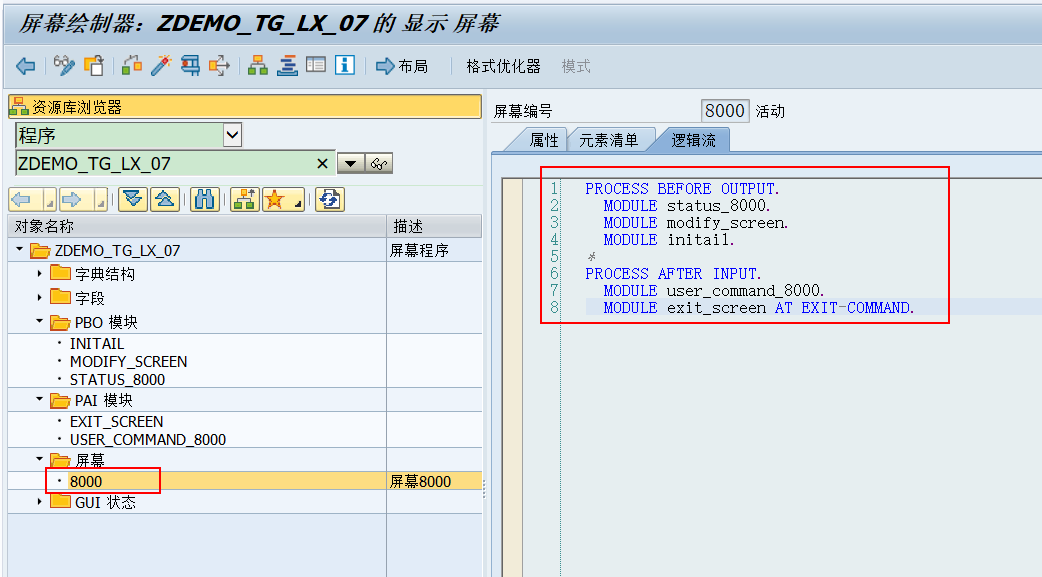 屏幕绘制器：ZDEMO_TG_LX_07 的 显示 屏幕
布局 格式优化器 模式
资源库浏览器
程序
ZDEMO_TG_LX_07
对象名称 描述
ZDEMO_TG_LX_07 屏幕程序
字典结构
字段
PBO 模块
INITAIL
MODIFY_SCREEN
STATUS_8000
PAI 模块
EXIT_SCREEN
USER_COMMAND_8000
屏幕
8000 屏幕8000
GUI 状态
屏幕编号 8000 活动
属性 元素清单 逻辑流
1 PROCESS BEFORE OUTPUT.
2 MODULE status_8000.
3 MODULE modify_screen.
4 MODULE initail.
5 *
6 PROCESS AFTER INPUT.
7 MODULE user_command_8000.
8 MODULE exit_screen AT EXIT-COMMAND.